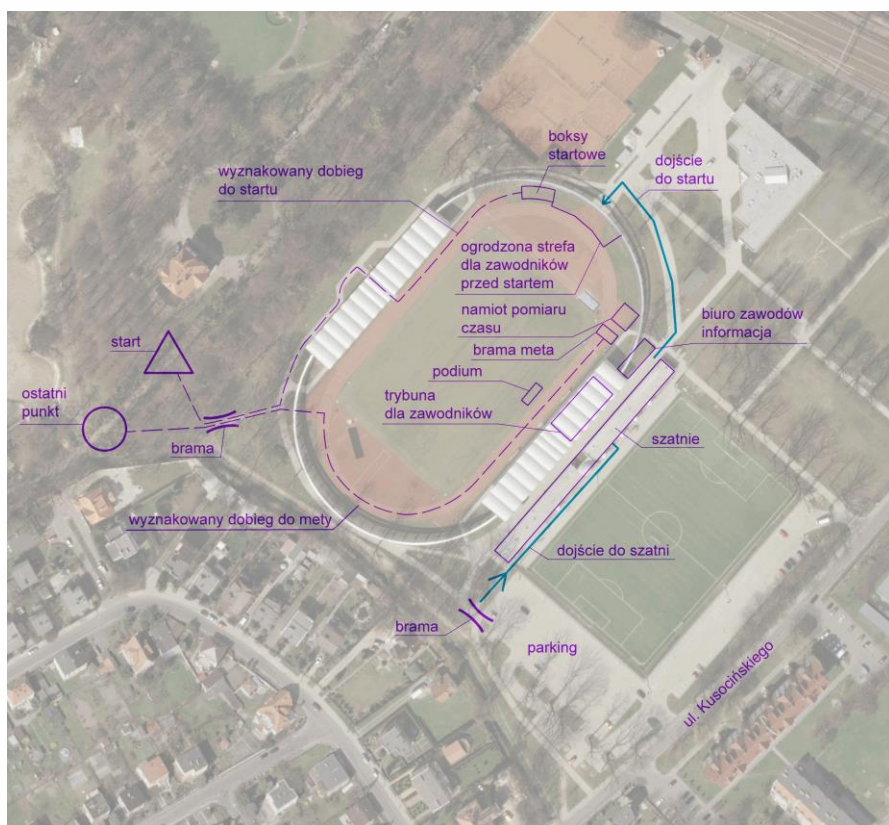 boksy
startowe
wyznakowany dobieg
do startu
dojście
do startu
ogrodzona strefa
dla zawodników
przed startem
namiot pomiaru
czasu
biuro zawodów
informacja
start
brama meta
podium
ostatni
punkt
trybuna
dla zawodników
szatnie
brama
wyznakowany dobieg do mety
dojście do szatni
brama
parking
ul. Kusocińskiego